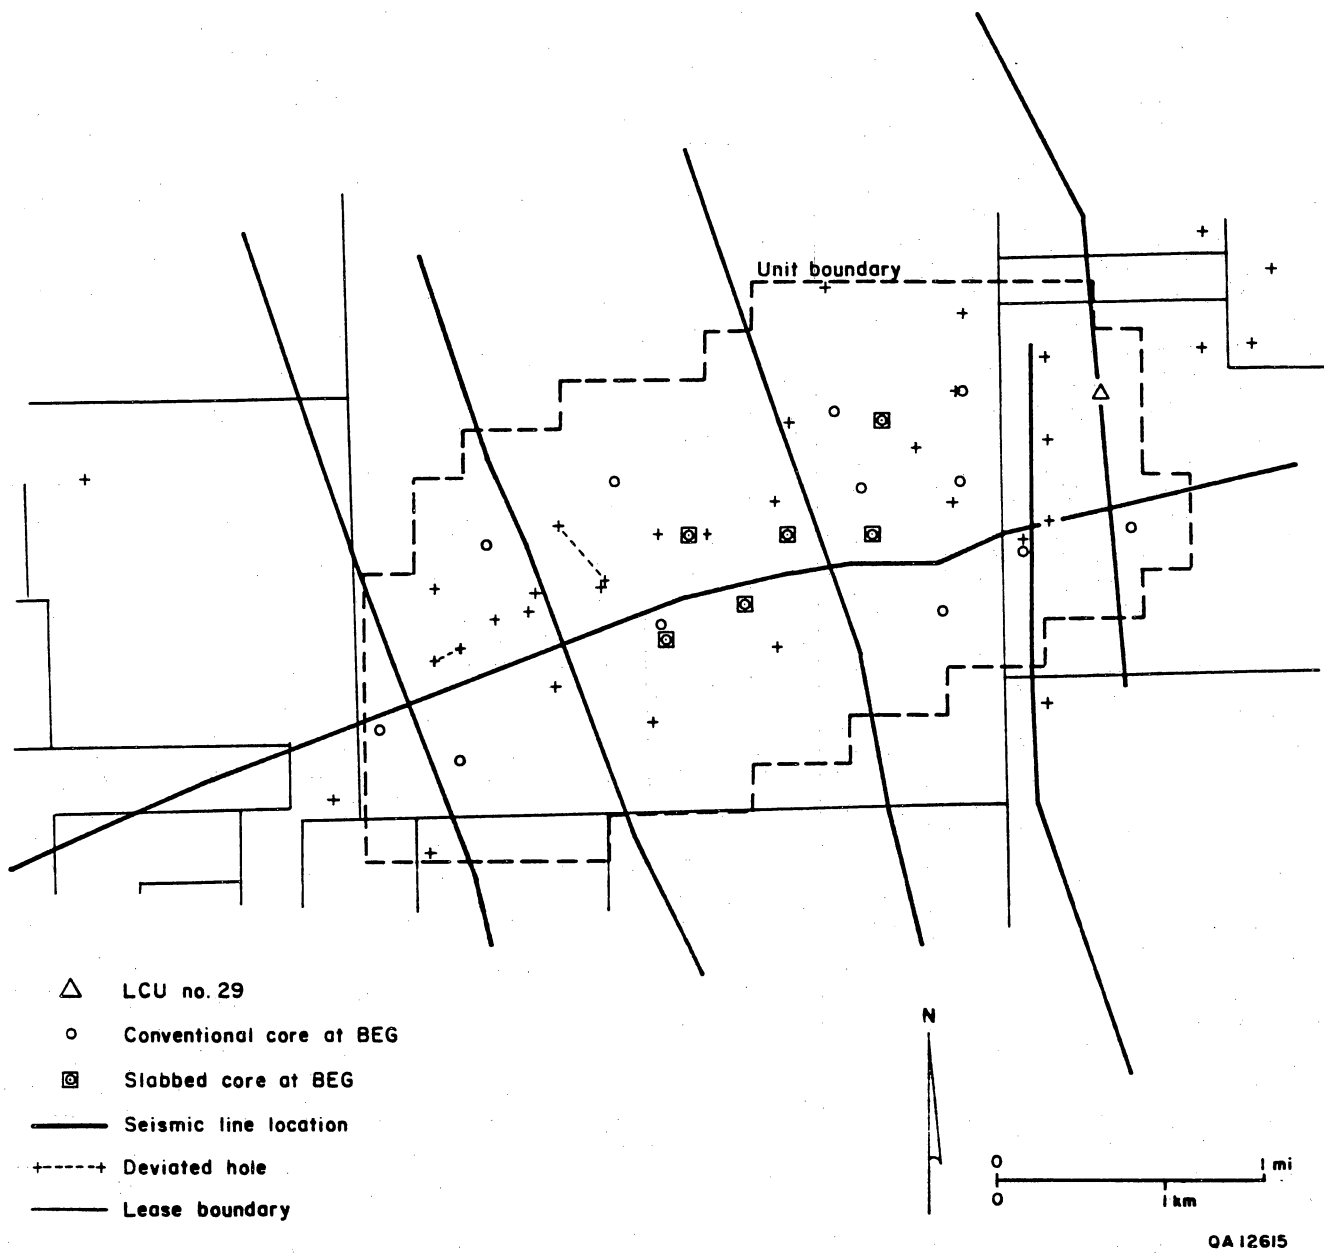 Unit boundary
LCU no. 29
Conventional core at BEG
Slabbed core at BEG
Seismic line location
Deviated hole
Lease boundary
N
0 1 mi
0 1 km
QA 12615